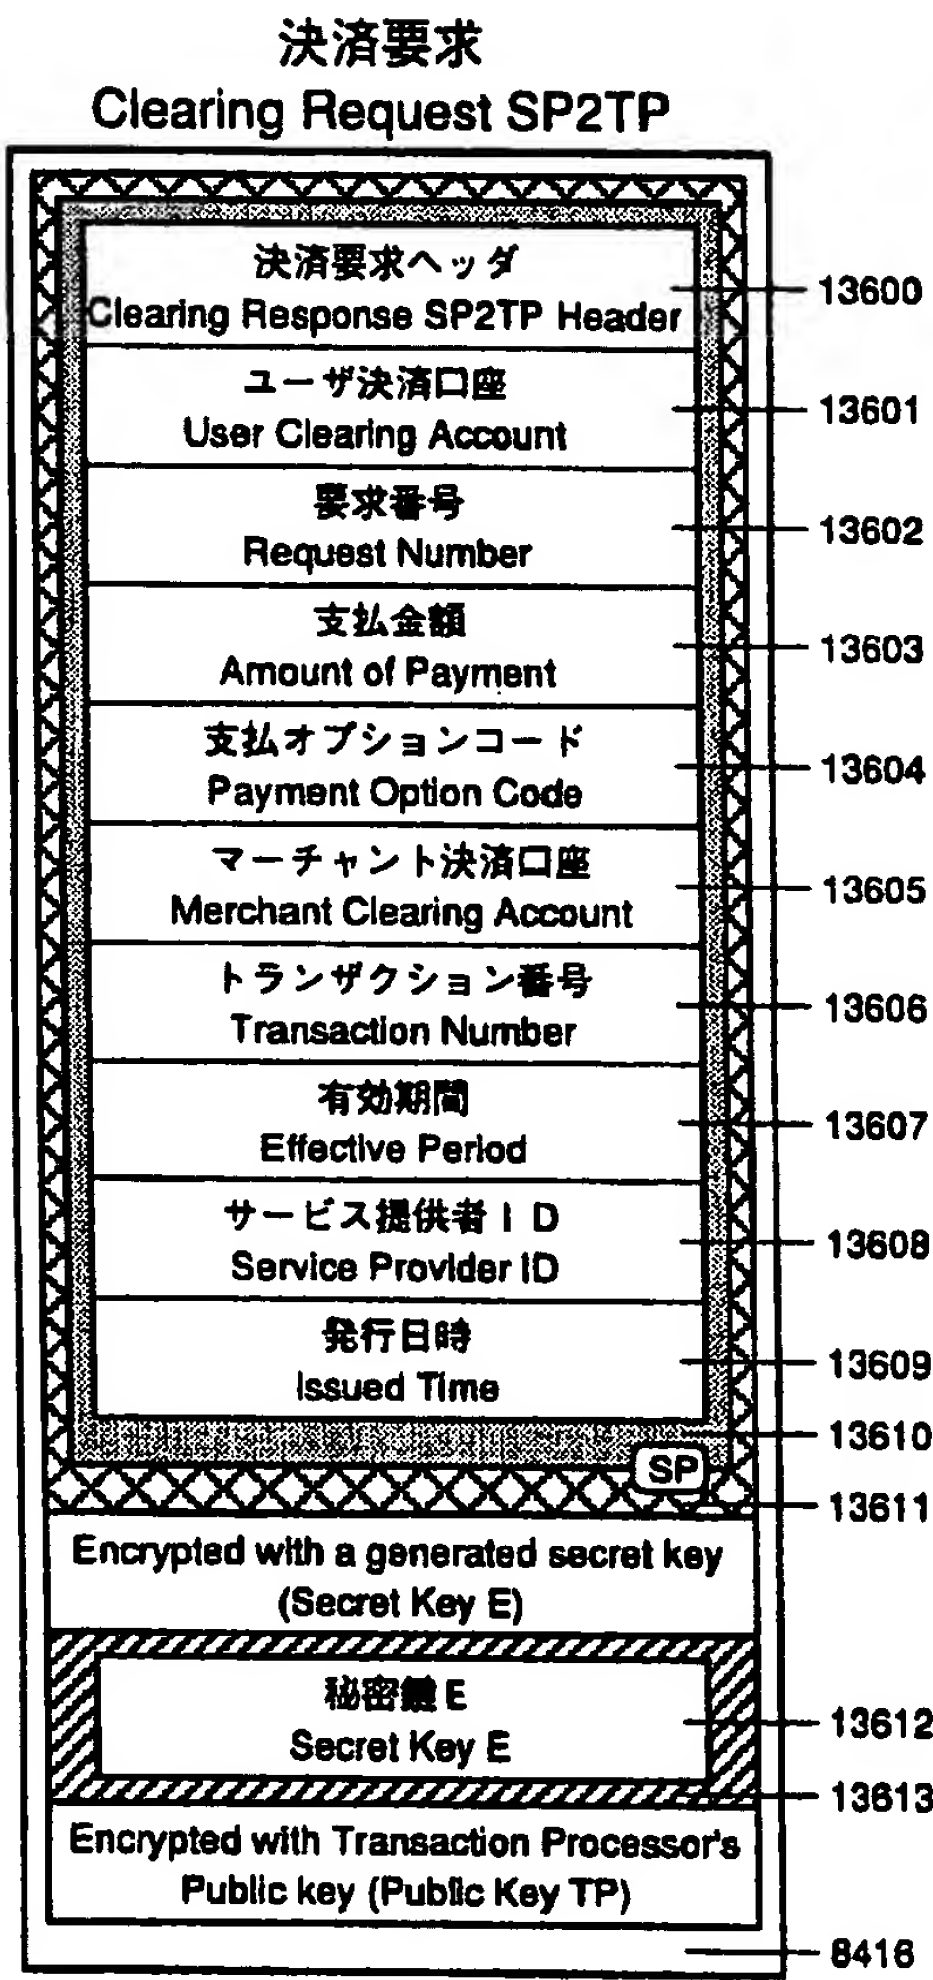 決済要求
Clearing Request SP2TP
決済要求ヘッダ
Clearing Response SP2TP Header
13600
ユーザ決済口座
User Clearing Account
13601
要求番号
Request Number
13602
支払金額
Amount of Payment
13603
支払オプションコード
Payment Option Code
13604
マーチャント決済口座
Merchant Clearing Account
13605
トランザクション番号
Transaction Number
13606
有効期間
Effective Period
13607
サービス提供者ID
Service Provider ID
13608
発行日時
Issued Time
13609
13610
SP
13611
Encrypted with a generated secret key
(Secret Key E)
秘密鍵E
Secret Key E
13612
13613
Encrypted with Transaction Processor's
Public key (Public Key TP)
8416